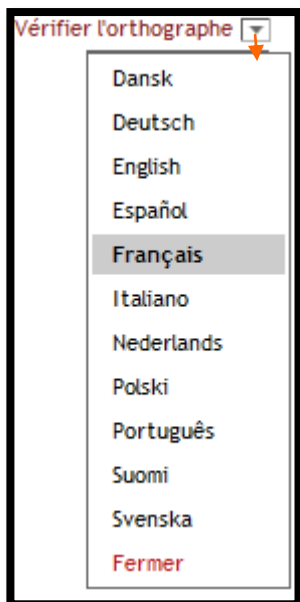 Vérifier l'orthographe
Dansk
Deutsch
English
Español
Français
Italiano
Nederlands
Polski
Português
Suomi
Svenska
Fermer